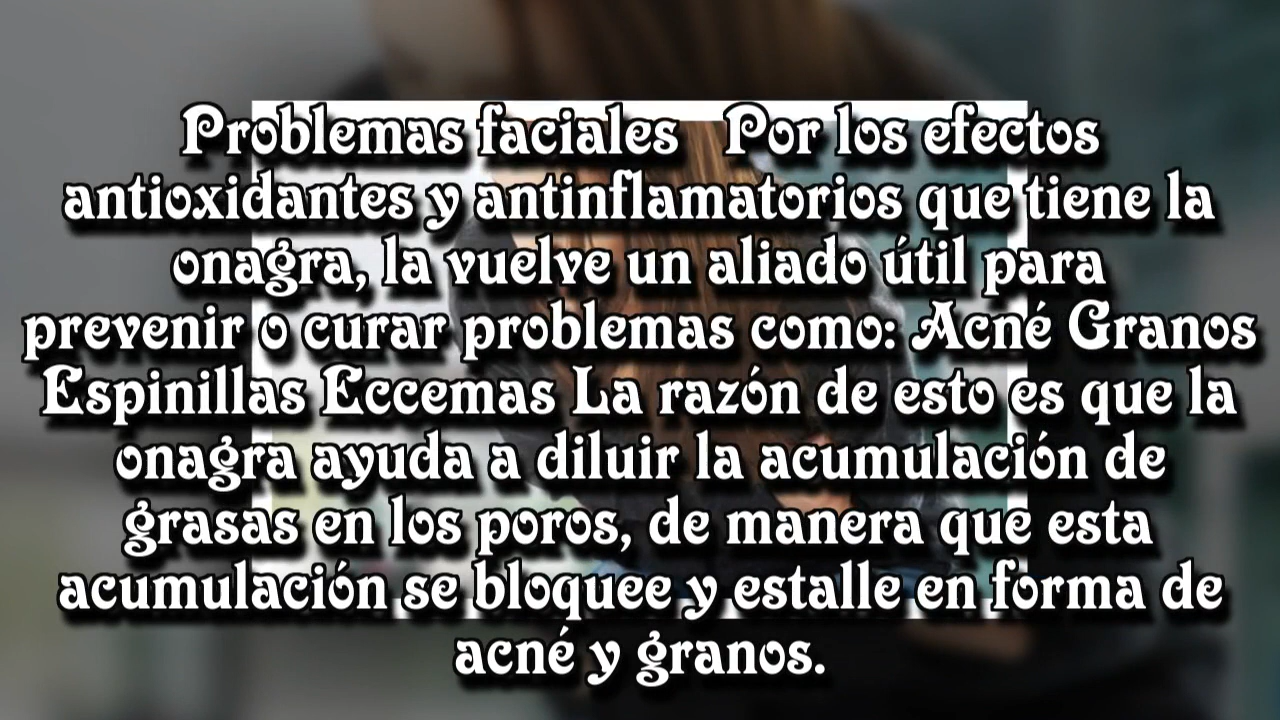 Problemas faciales Por los efectos
antioxidantes y antinflamatorios que tiene la
onagra, la vuelve un aliado útil para
prevenir o curar problemas como: Acné Granos
Espinillas Eccemas La razón de esto es que la
onagra ayuda a diluir la acumulación de
grasas en los poros, de manera que esta
acumulación se bloquee y estalle en forma de
acné y granos.